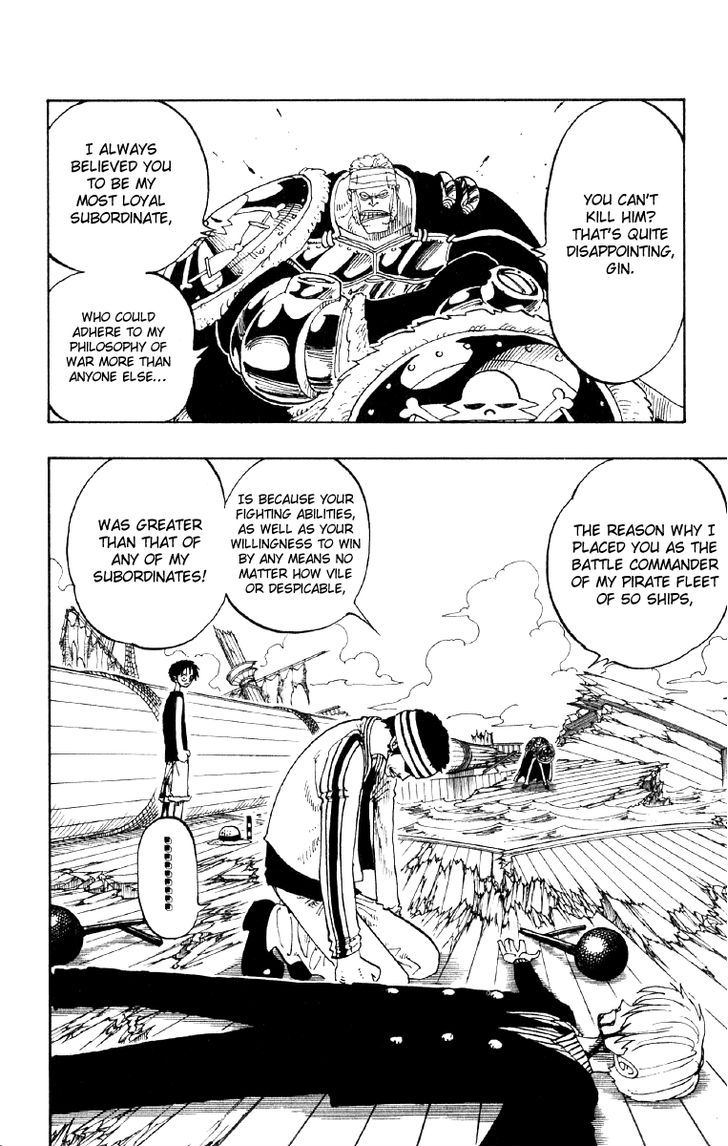 YOU CAN'T
KILL HIM?
THAT'S QUITE
DISAPPOINTING,
GIN.
I ALWAYS
BELIEVED YOU
TO BE MY
MOST LOYAL
SUBORDINATE,
WHO COULD
ADHERE TO MY
PHILOSOPHY OF
WAR MORE THAN
ANYONE ELSE...
THE REASON WHY I
PLACED YOU AS THE
BATTLE COMMANDER
OF MY PIRATE FLEET
OF 50 SHIPS,
IS BECAUSE YOUR
FIGHTING ABILITIES,
AS WELL AS YOUR
WILLINGNESS TO WIN
BY ANY MEANS NO
MATTER HOW VILE
OR DESPICABLE,
WAS GREATER
THAN THAT OF
ANY OF MY
SUBORDINATES!